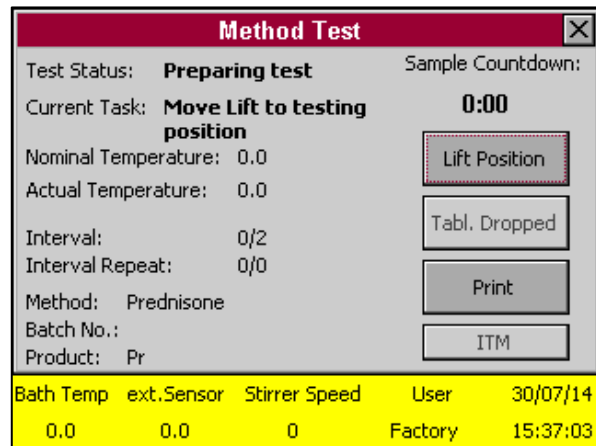 Method Test
Test Status: Preparing test
Sample Countdown:
0:00
Current Task: Move Lift to testing
position
Nominal Temperature: 0.0
Actual Temperature: 0.0
Interval: 0/2
Interval Repeat: 0/0
Method: Prednisone
Batch No.:
Product: Pr
Lift Position
Tabl. Dropped
Print
ITM
Bath Temp ext.Sensor Stirrer Speed User 30/07/14
0.0 0.0 0 Factory 15:37:03